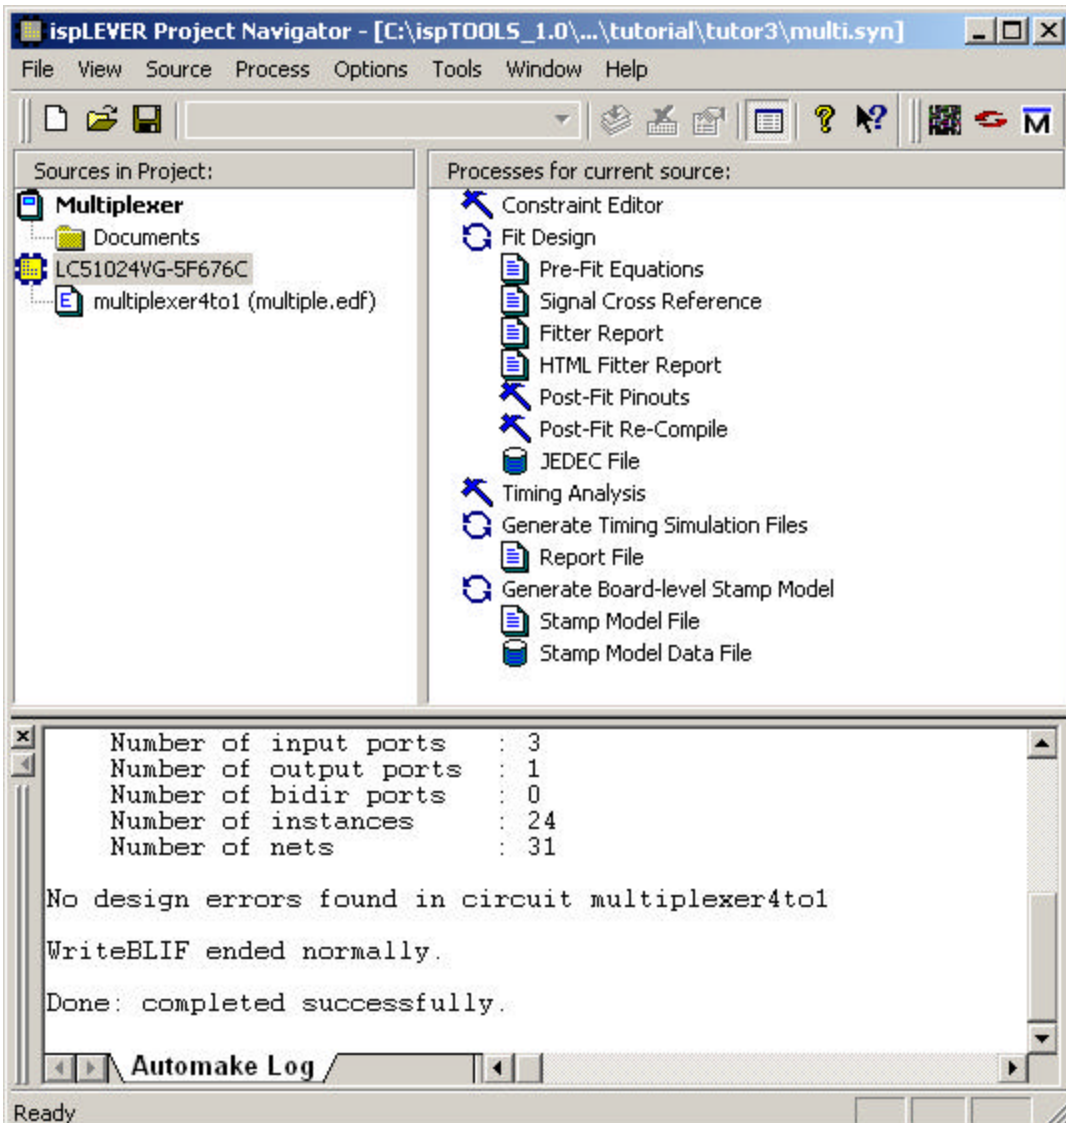 ispLEVER Project Navigator - [C:\ispTOOLS_1.0\...\tutorial\tutor3\multi.syn]
File View Source Process Options Tools Window Help
Sources in Project:
Multiplexer
Documents
LC51024VG-5F676C
multiplexer4to1 (multiple.edf)
Processes for current source:
Constraint Editor
Fit Design
Pre-Fit Equations
Signal Cross Reference
Fitter Report
HTML Fitter Report
Post-Fit Pinouts
Post-Fit Re-Compile
JEDEC File
Timing Analysis
Generate Timing Simulation Files
Report File
Generate Board-level Stamp Model
Stamp Model File
Stamp Model Data File
Number of input ports : 3
Number of output ports : 1
Number of bidir ports : 0
Number of instances : 24
Number of nets : 31
No design errors found in circuit multiplexer4to1
WriteBLIF ended normally.
Done: completed successfully.
Automake Log
Ready